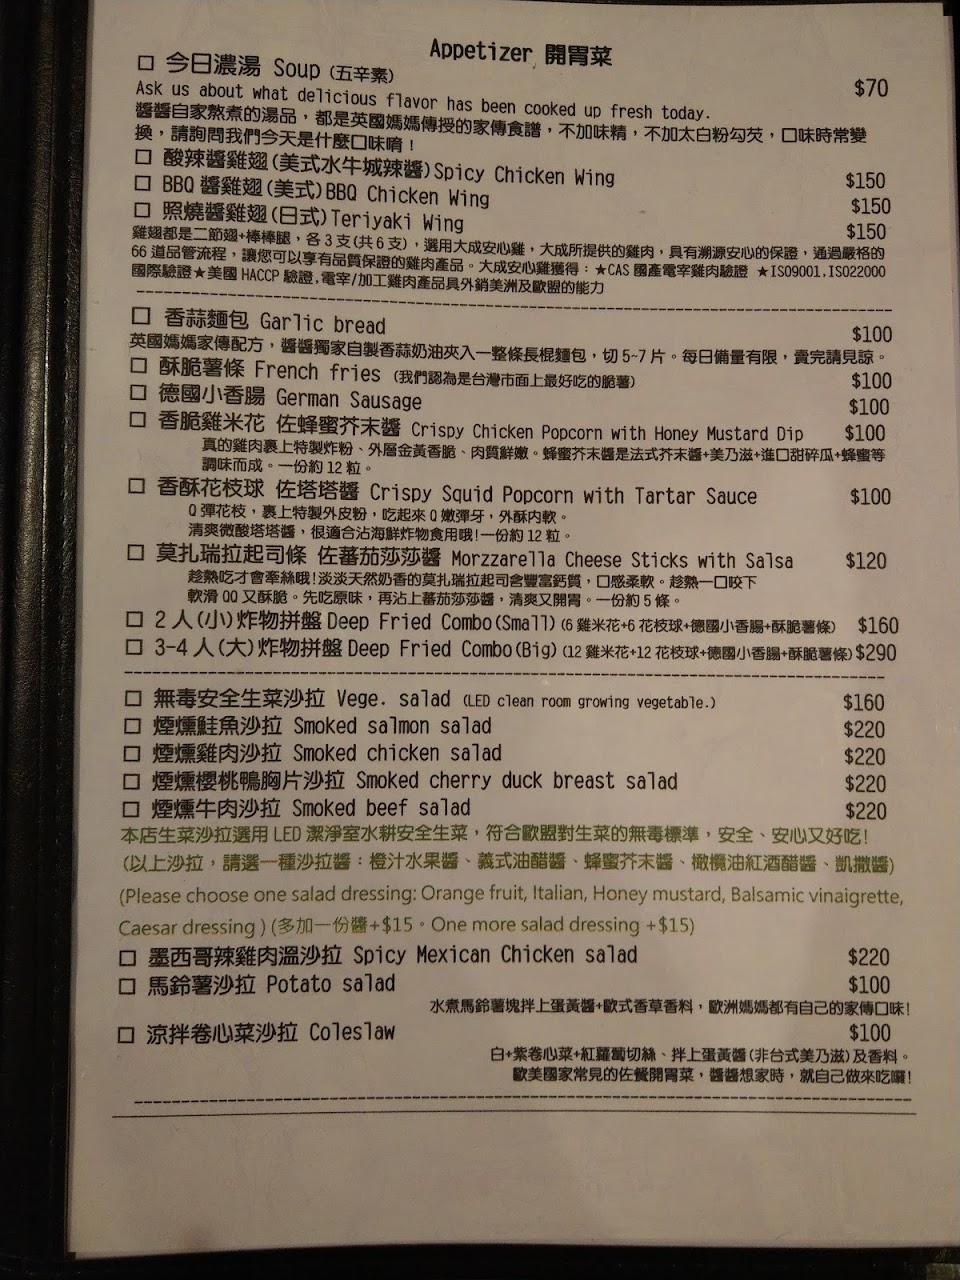 Appetizer 開胃菜
□ 今日濃湯 Soup (五辛素) $70
Ask us about what delicious flavor has been cooked up fresh today.
醬醬自家熬煮的湯品，都是英國媽媽傳授的家傳食譜，不加味精，不加太白粉勾芡，口味時常變
換，請詢問我們今天是什麼口味唷！
□ 酸辣醬雞翅(美式水牛城辣醬)Spicy Chicken Wing $150
□ BBQ 醬雞翅(美式)BBQ Chicken Wing $150
□ 照燒醬雞翅(日式)Teriyaki Wing $150
雞翅都是二節翅+棒棒腿，各3支(共6支)，選用大成安心雞，大成所提供的雞肉，具有溯源安心的保證，通過嚴格的
66 道品管流程，讓您可以享有品質保證的雞肉產品。大成安心雞獲得：★CAS 國產電宰雞肉驗證 ★ISO9001,ISO22000
國際驗證★美國 HACCP 驗證,電宰/加工雞肉產品具外銷美洲及歐盟的能力
□ 香蒜麵包 Garlic bread $100
英國媽媽家傳配方，醬醬獨家自製香蒜奶油夾入一整條長棍麵包，切 5~7 片。每日備量有限，賣完請見諒。
□ 酥脆薯條 French fries (我們認為是台灣市面上最好吃的脆薯) $100
□ 德國小香腸 German Sausage $100
□ 香脆雞米花 佐蜂蜜芥末醬 Crispy Chicken Popcorn with Honey Mustard Dip $100
真的雞肉裹上特製炸粉、外層金黃香脆、肉質鮮嫩。蜂蜜芥末醬是法式芥末醬+美乃滋+進口甜碎瓜+蜂蜜等
調味而成。一份約 12 粒。
□ 香酥花枝球 佐塔塔醬 Crispy Squid Popcorn with Tartar Sauce $100
Q 彈花枝，裹上特製外皮粉，吃起來 Q 嫩彈牙，外酥內軟。
清爽微酸塔塔醬，很適合沾海鮮炸物食用哦!一份約 12 粒。
□ 莫扎瑞拉起司條 佐蕃茄莎莎醬 Morzzarella Cheese Sticks with Salsa $120
趁熱吃才會牽絲哦!淡淡天然奶香的莫扎瑞拉起司含豐富鈣質，口感柔軟。趁熱一口咬下
軟滑 QQ 又酥脆。先吃原味，再沾上蕃茄莎莎醬，清爽又開胃。一份約 5 條。
□ 2 人(小)炸物拼盤 Deep Fried Combo(Small) (6 雞米花+6 花枝球+德國小香腸+酥脆薯條) $160
□ 3-4 人(大)炸物拼盤 Deep Fried Combo(Big) (12 雞米花+12 花枝球+德國小香腸+酥脆薯條) $290
□ 無毒安全生菜沙拉 Vege. salad (LED clean room growing vegetable.) $160
□ 煙燻鮭魚沙拉 Smoked salmon salad $220
□ 煙燻雞肉沙拉 Smoked chicken salad $220
□ 煙燻櫻桃鴨胸片沙拉 Smoked cherry duck breast salad $220
□ 煙燻牛肉沙拉 Smoked beef salad $220
本店生菜沙拉選用 LED 潔淨室水耕安全生菜，符合歐盟對生菜的無毒標準，安全、安心又好吃!
(以上沙拉，請選一種沙拉醬：橙汁水果醬、義式油醋醬、蜂蜜芥末醬、橄欖油紅酒醋醬、凱撒醬)
(Please choose one salad dressing: Orange fruit, Italian, Honey mustard, Balsamic vinaigrette,
Caesar dressing ) (多加一份醬+$15。One more salad dressing +$15)
□ 墨西哥辣雞肉溫沙拉 Spicy Mexican Chicken salad $220
□ 馬鈴薯沙拉 Potato salad $100
水煮馬鈴薯塊拌上蛋黃醬+歐式香草香料，歐洲媽媽都有自己的家傳口味!
□ 涼拌卷心菜沙拉 Coleslaw $100
白+紫卷心菜+紅蘿蔔切絲、拌上蛋黃醬(非台式美乃滋)及香料。
歐美國家常見的佐餐開胃菜，醬醬想家時，就自己做來吃囉!